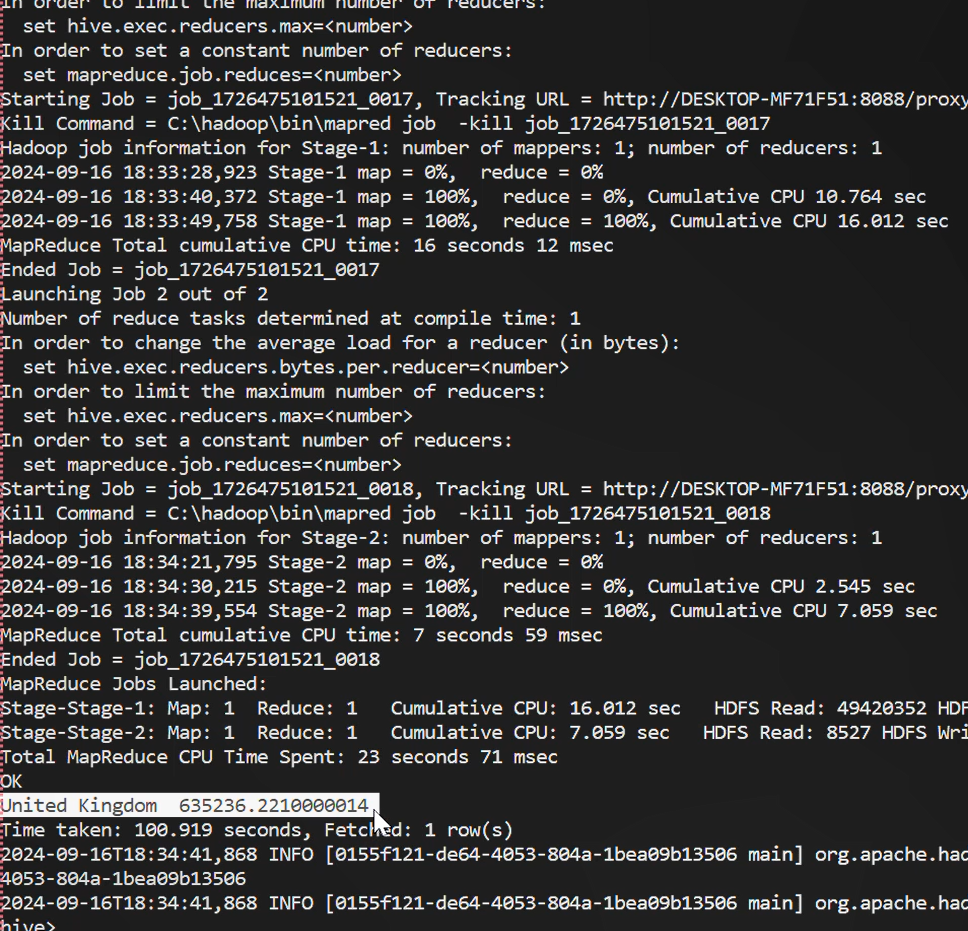 In order to limit the maximum number of reducers:
  set hive.exec.reducers.max=<number>
In order to set a constant number of reducers:
  set mapreduce.job.reduces=<number>
Starting Job = job_1726475101521_0017, Tracking URL = http://DESKTOP-MF71F51:8088/proxy
Kill Command = C:\hadoop\bin\mapred job  -kill job_1726475101521_0017
Hadoop job information for Stage-1: number of mappers: 1; number of reducers: 1
2024-09-16 18:33:28,923 Stage-1 map = 0%,  reduce = 0%
2024-09-16 18:33:40,372 Stage-1 map = 100%,  reduce = 0%, Cumulative CPU 10.764 sec
2024-09-16 18:33:49,758 Stage-1 map = 100%,  reduce = 100%, Cumulative CPU 16.012 sec
MapReduce Total cumulative CPU time: 16 seconds 12 msec
Ended Job = job_1726475101521_0017
Launching Job 2 out of 2
Number of reduce tasks determined at compile time: 1
In order to change the average load for a reducer (in bytes):
  set hive.exec.reducers.bytes.per.reducer=<number>
In order to limit the maximum number of reducers:
  set hive.exec.reducers.max=<number>
In order to set a constant number of reducers:
  set mapreduce.job.reduces=<number>
Starting Job = job_1726475101521_0018, Tracking URL = http://DESKTOP-MF71F51:8088/proxy
Kill Command = C:\hadoop\bin\mapred job  -kill job_1726475101521_0018
Hadoop job information for Stage-2: number of mappers: 1; number of reducers: 1
2024-09-16 18:34:21,795 Stage-2 map = 0%,  reduce = 0%
2024-09-16 18:34:30,215 Stage-2 map = 100%,  reduce = 0%, Cumulative CPU 2.545 sec
2024-09-16 18:34:39,554 Stage-2 map = 100%,  reduce = 100%, Cumulative CPU 7.059 sec
MapReduce Total cumulative CPU time: 7 seconds 59 msec
Ended Job = job_1726475101521_0018
MapReduce Jobs Launched:
Stage-Stage-1: Map: 1  Reduce: 1   Cumulative CPU: 16.012 sec   HDFS Read: 49420352 HDF
Stage-Stage-2: Map: 1  Reduce: 1   Cumulative CPU: 7.059 sec   HDFS Read: 8527 HDFS Wri
Total MapReduce CPU Time Spent: 23 seconds 71 msec
OK
United Kingdom  635236.2210000014
Time taken: 100.919 seconds, Fetched: 1 row(s)
2024-09-16T18:34:41,868 INFO [0155f121-de64-4053-804a-1bea09b13506 main] org.apache.had
4053-804a-1bea09b13506
2024-09-16T18:34:41,868 INFO [0155f121-de64-4053-804a-1bea09b13506 main] org.apache.had
hive>